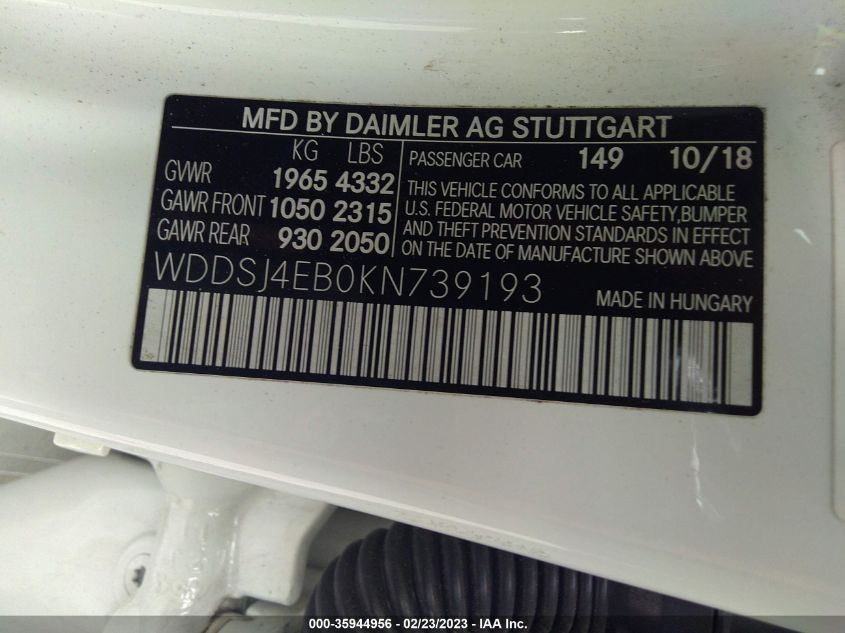 MFD BY DAIMLER AG STUTTGART
KG LBS
GVWR 1965 4332
GAWR FRONT 1050 2315
GAWR REAR 930 2050
PASSENGER CAR 149 10/18
THIS VEHICLE CONFORMS TO ALL APPLICABLE
U.S. FEDERAL MOTOR VEHICLE SAFETY,BUMPER
AND THEFT PREVENTION STANDARDS IN EFFECT
ON THE DATE OF MANUFACTURE SHOWN ABOVE
WDDSJ4EB0KN739193
MADE IN HUNGARY
000-35944956 - 02/23/2023 - IAA Inc.